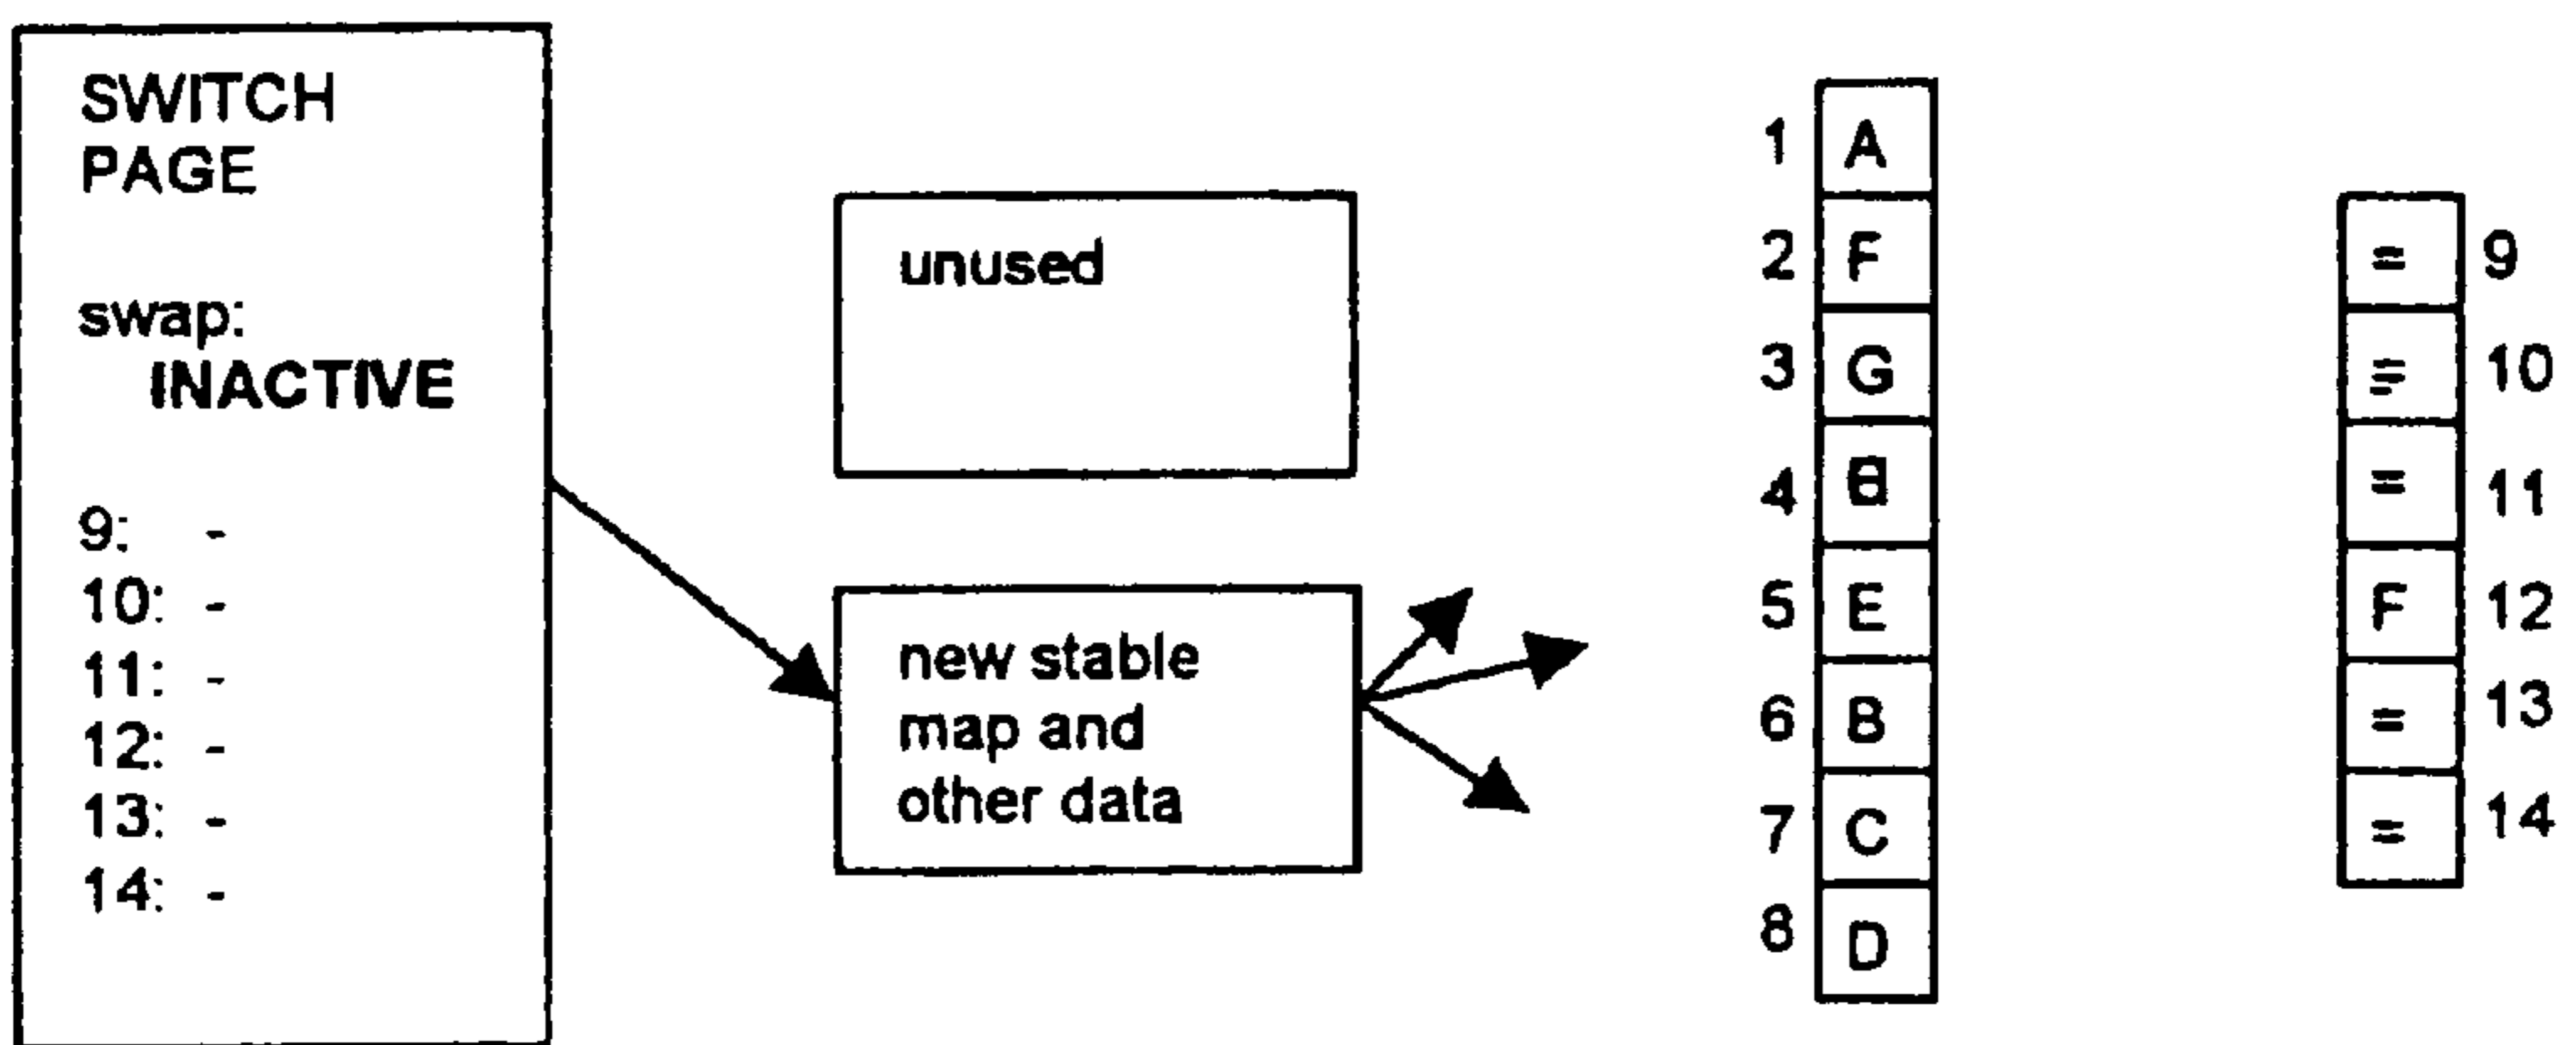 SWITCH
PAGE
swap:
INACTIVE
9: -
10: -
11: -
12: -
13: -
14: -
unused
new stable
map and
other data
1 A
2 F
3 G
4
5 E
6 B
7 C
8 D
= 9
10
= 11
F 12
= 13
= 14